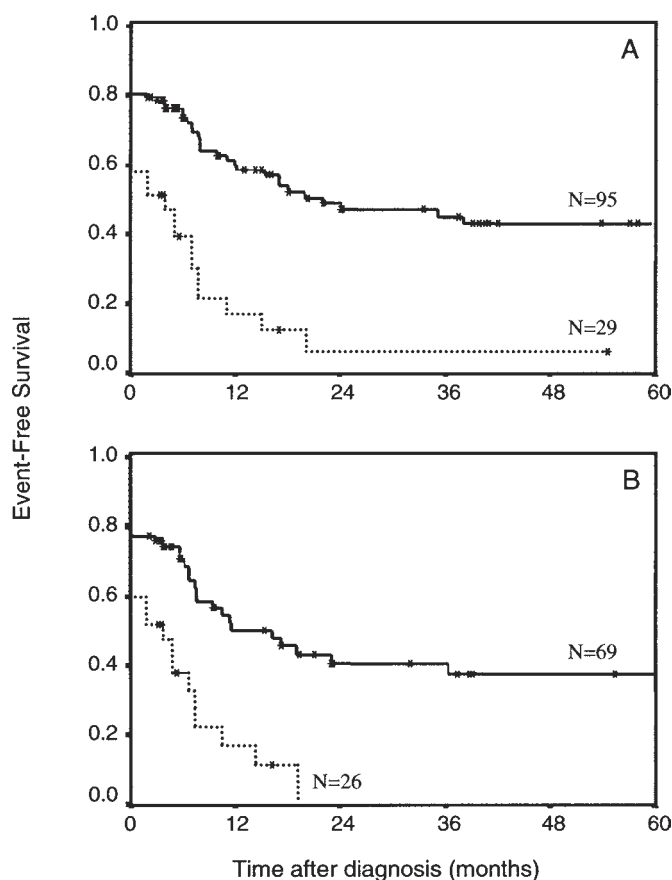 A
1.0
0.8
0.6
0.4
0.2
0.0
N=95
N=29
0 12 24 36 48 60
Event-Free Survival
B
1.0
0.8
0.6
0.4
0.2
0.0
N=69
N=26
0 12 24 36 48 60
Time after diagnosis (months)